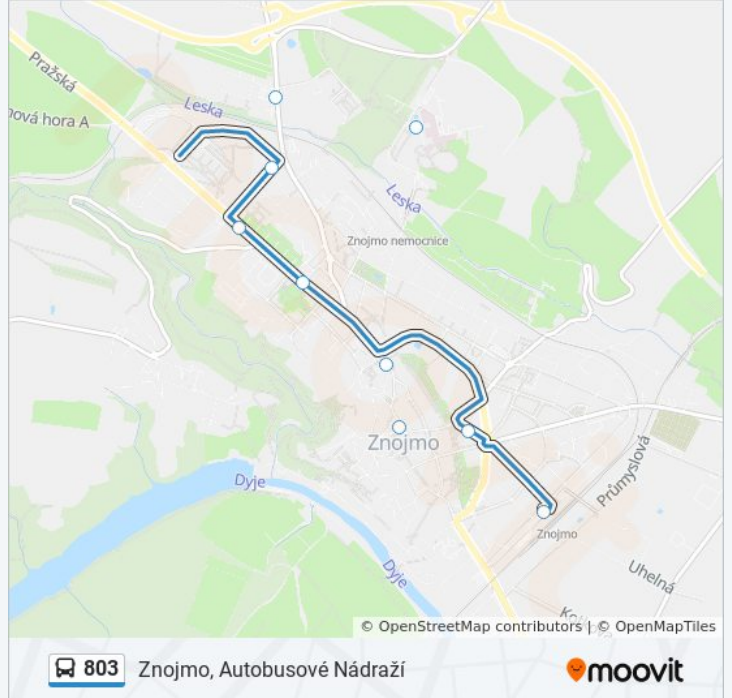 Pražská
Leska
nová hora A
Leska
Znojmo nemocnice
Znojmo
Průmyslová
Dyje
Znojmo
Dyje
Uhelná
© OpenStreetMap contributors | © OpenMapTiles
803 Znojmo, Autobusové Nádraží
moovit